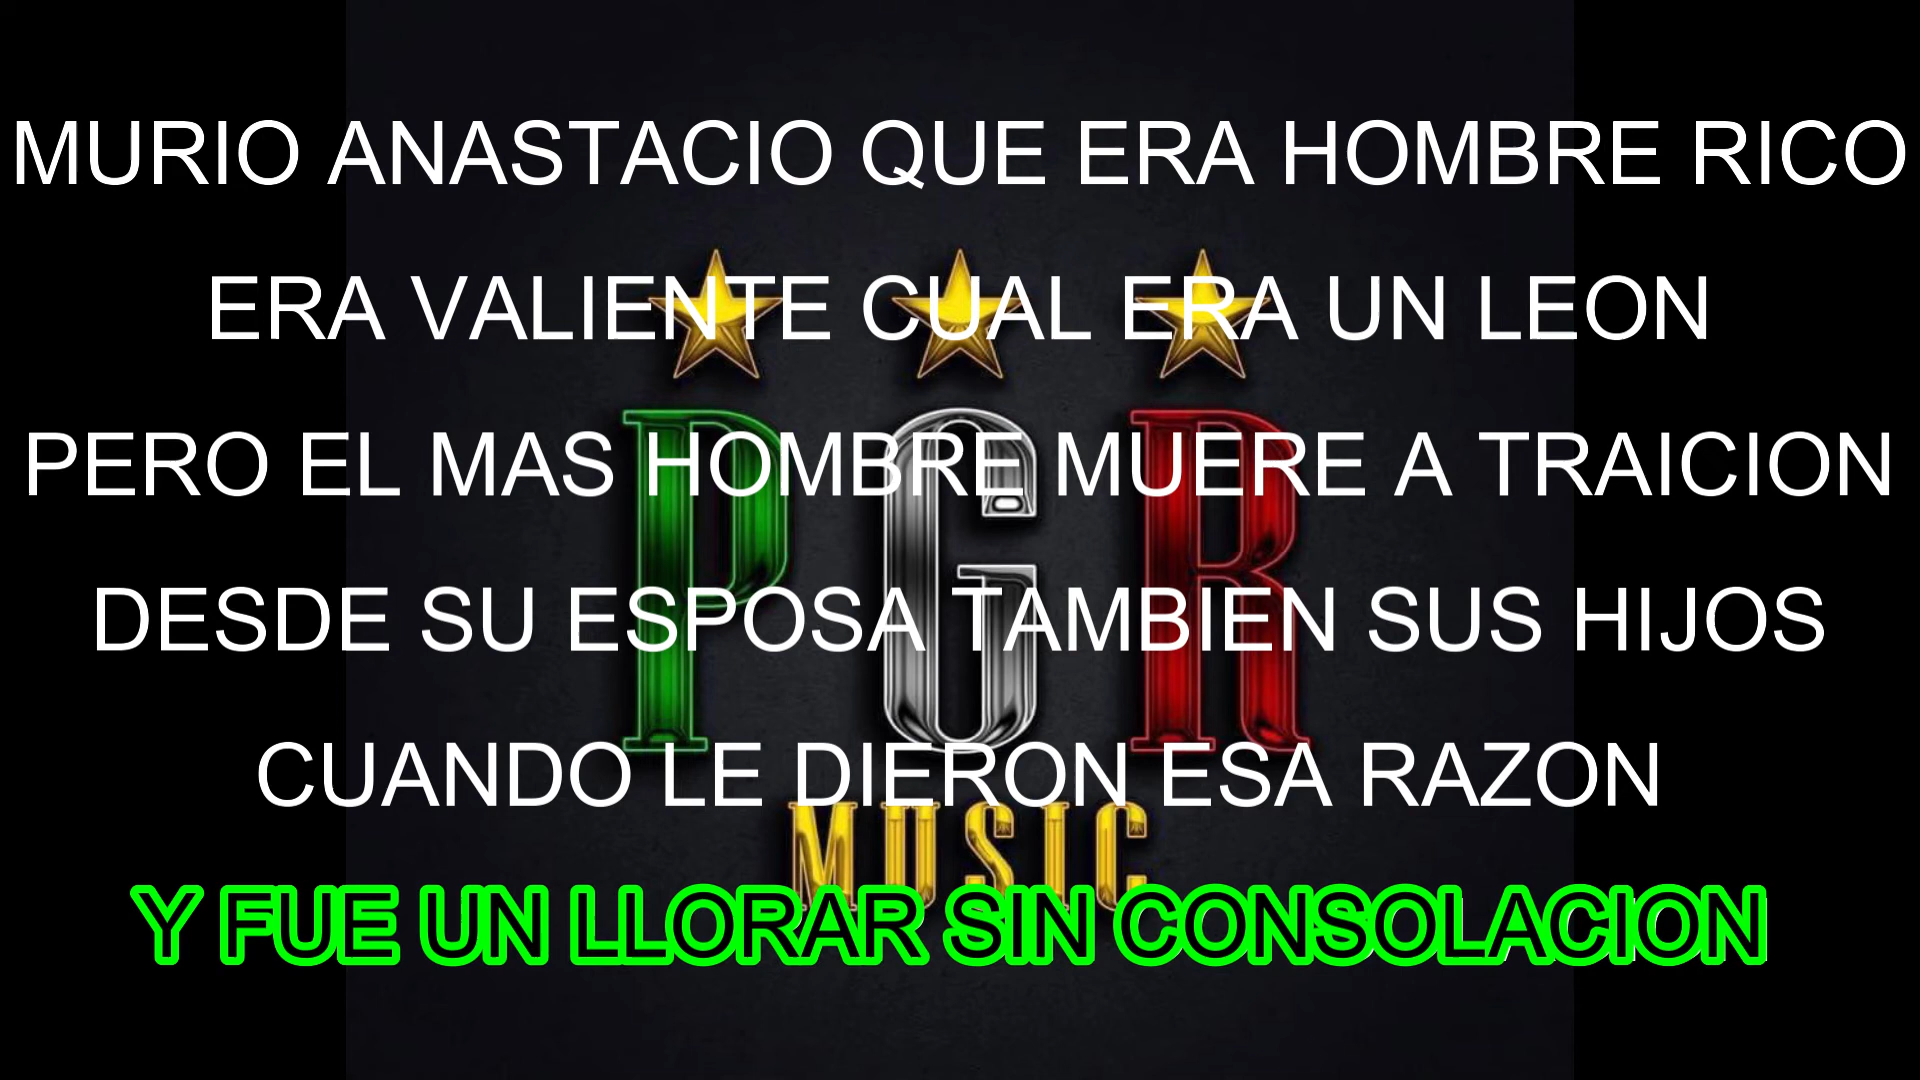 MURIO ANASTACIO QUE ERA HOMBRE RICO
ERA VALIENTE CUAL ERA UN LEON
PERO EL MAS HOMBRE MUERE A TRAICION
DESDE SU ESPOSA TAMBIEN SUS HIJOS
CUANDO LE DIERON ESA RAZON
Y FUE UN LLORAR SIN CONSOLACION
PGR
MUSIC